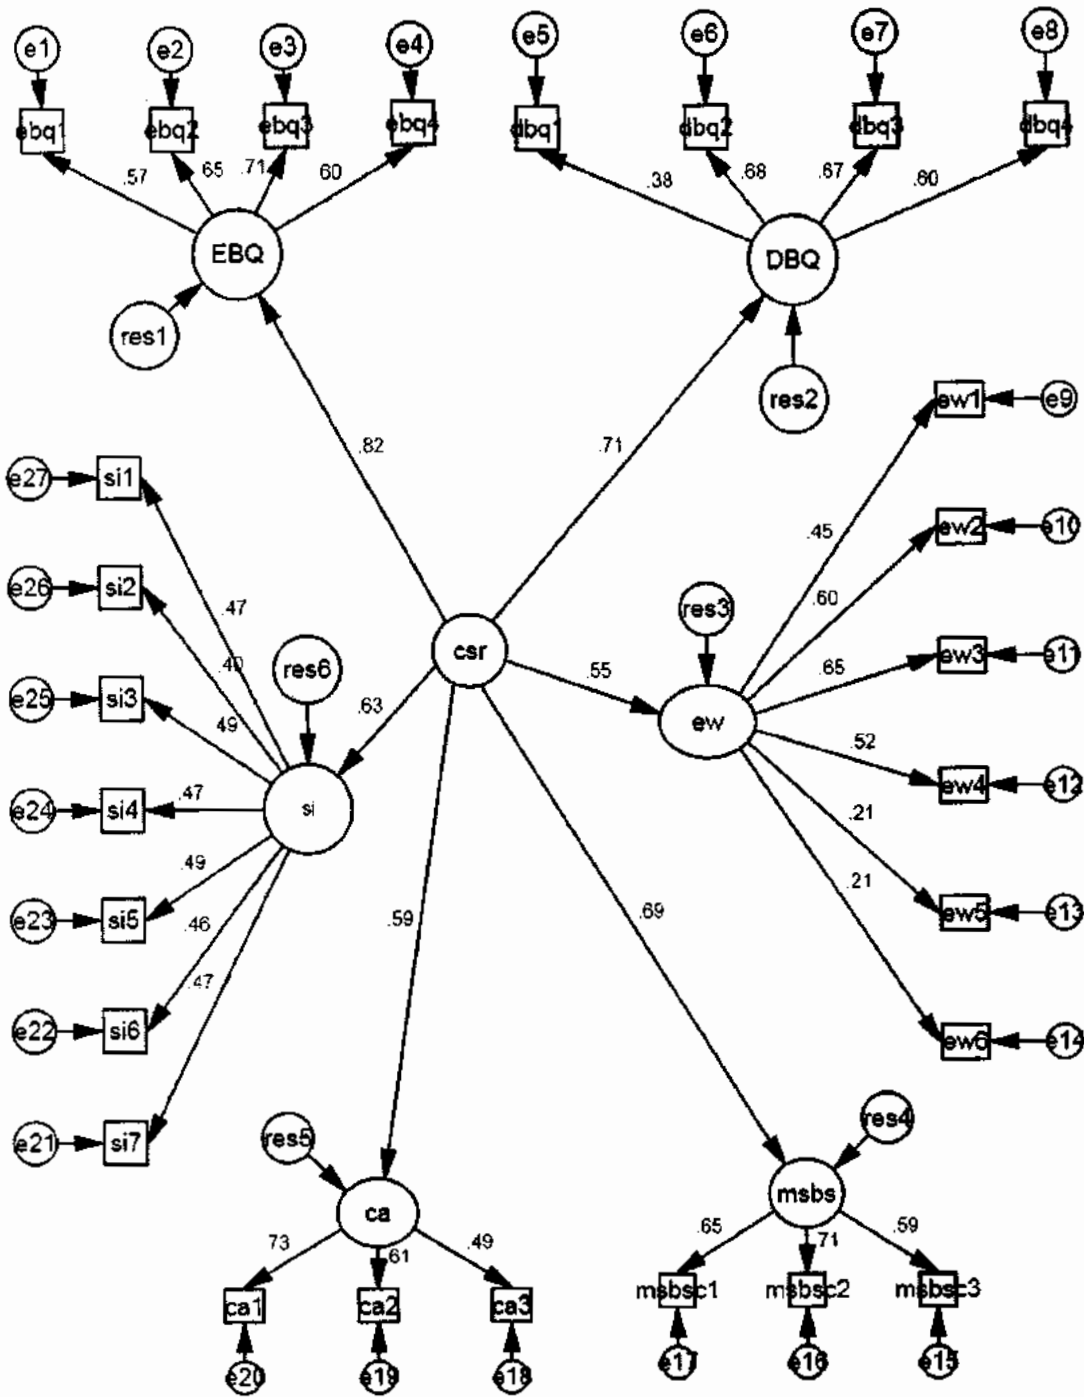 e1 e2 e3 e4 e5 e6 e7 e8
ebq1 ebq2 ebq3 ebq4 dbq1 dbq2 dbq3 dbq4
.57 65 .71 60 .38 .68 .67 .60
EBQ DBQ
res1 res2
ew1 e9
.82 .71
e27 si1
.45
ew2 e10
e26 si2
.47 res3 .60
.40 res6 csr ew3 e11
e25 si3 .55 .65
49 .63 ew
.52
e24 si4 .47 si ew4 e12
.21
.49 .21
e23 si5 .46 .59 .69 ew5 e13
.47
e22 si6 ew6 e14
e21 si7 res5 res4
ca msbs
73 .61 .49 .65 .71 .59
ca1 ca2 ca3 msbsc1 msbsc2 msbsc3
e20 e19 e18 e17 e16 e15